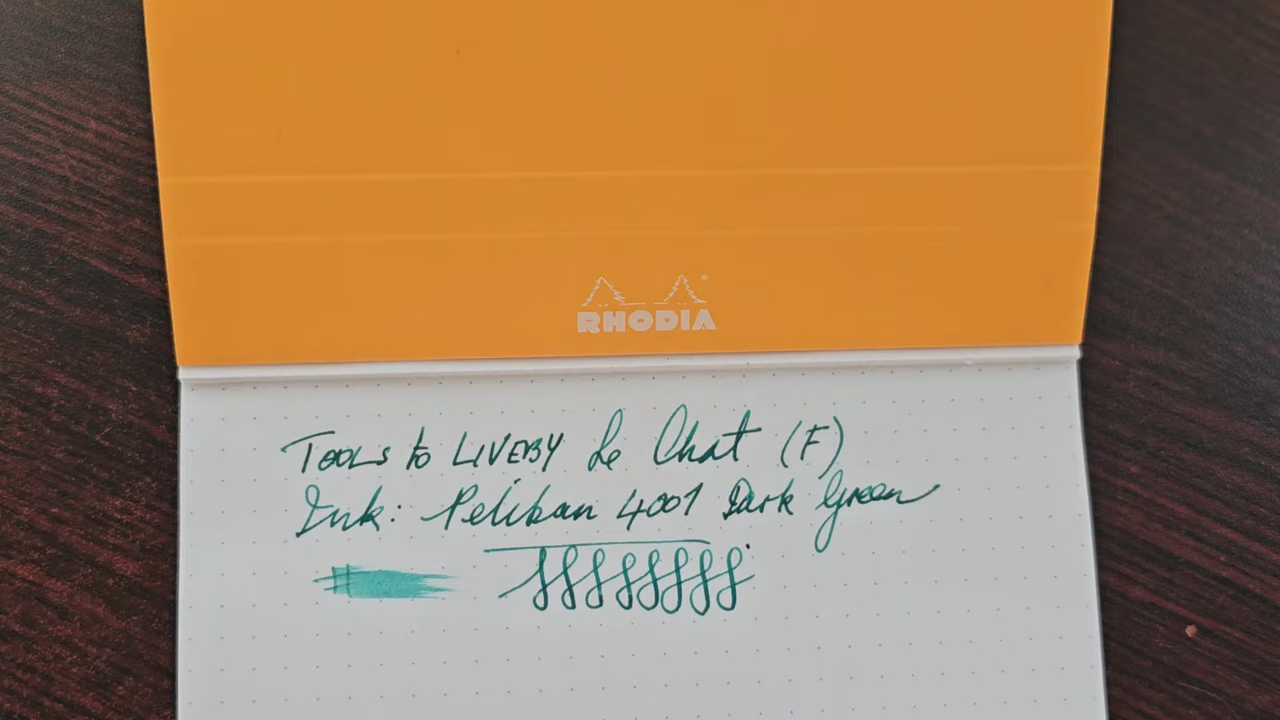 RHODIA
TOOLS to LIVEBY Le Chat (F)
Ink: Pelikan 4001 Dark Green